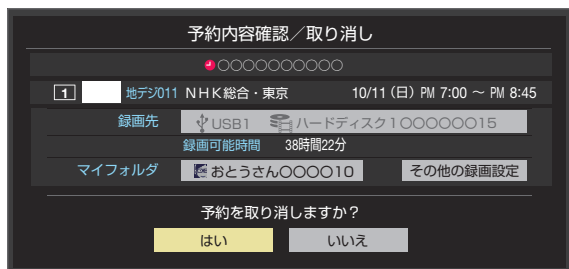 予約内容確認／取り消し
○○○○○○○○○○
1 地デジ011 NHK総合・東京 10/11（日）PM 7:00 ～ PM 8:45
録画先 USB1 ハードディスク1○○○○○○15
録画可能時間 38時間22分
マイフォルダ おとうさん○○○○10 その他の録画設定
予約を取り消しますか？
はい いいえ